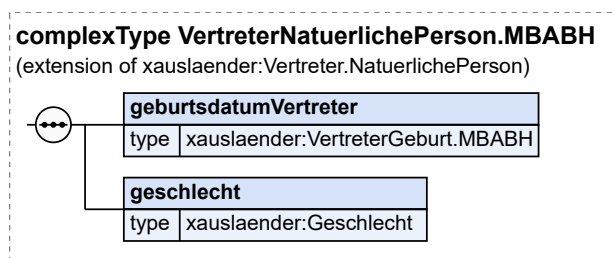 complexType VertreterNatuerlichePerson.MBABH
(extension of xauslaender:Vertreter.NatuerlichePerson)
geburtsdatumVertreter
type xauslaender:VertreterGeburt.MBABH
geschlecht
type xauslaender:Geschlecht